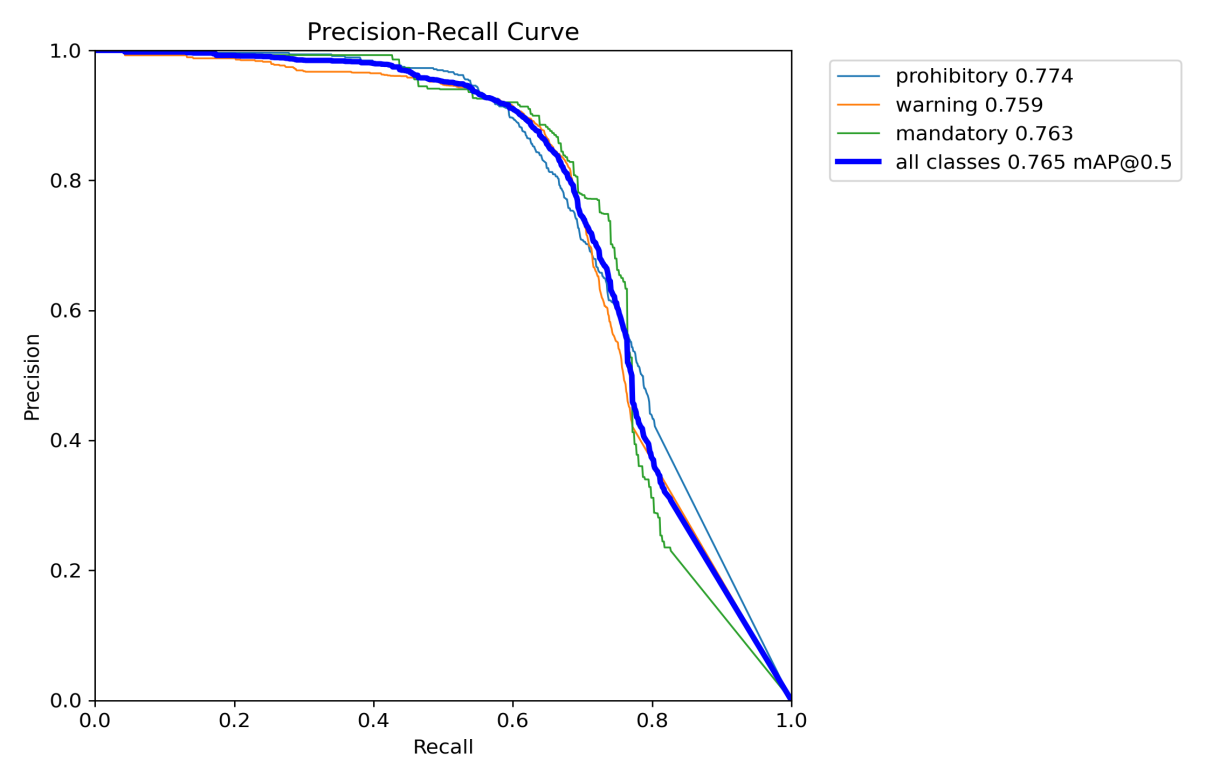 Precision-Recall Curve
1.0
0.8
0.6
0.4
0.2
0.0
Precision
0.0 0.2 0.4 0.6 0.8 1.0
Recall
prohibitory 0.774
warning 0.759
mandatory 0.763
all classes 0.765 mAP@0.5